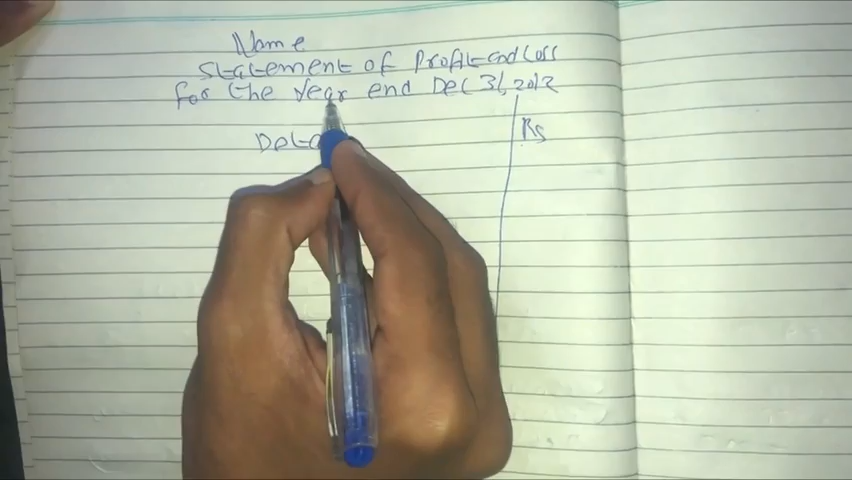 Name
Statement of Profit and Loss
for the Year end Dec 31, 2012
Rs